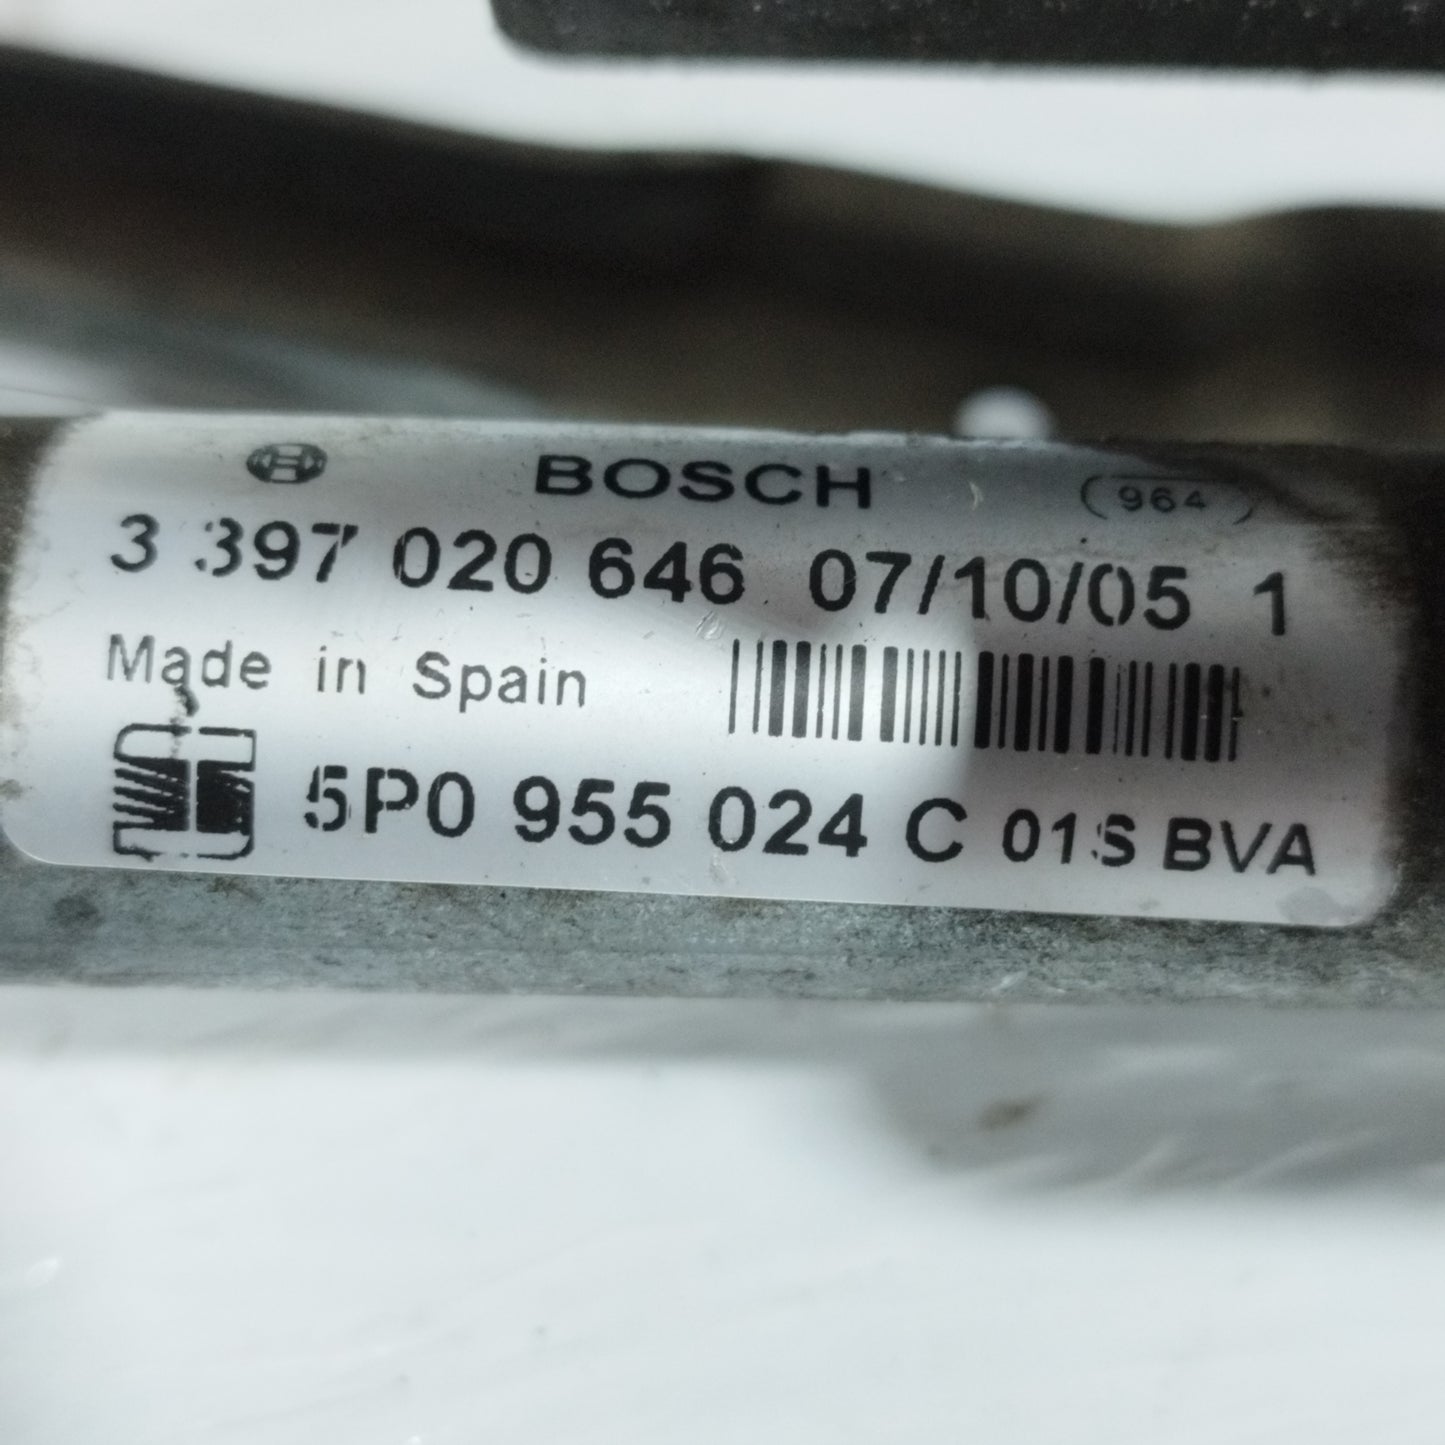 BOSCH (964)
3 397 020 646 07/10/05 1
Made in Spain
5P0 955 024 C 01S BVA